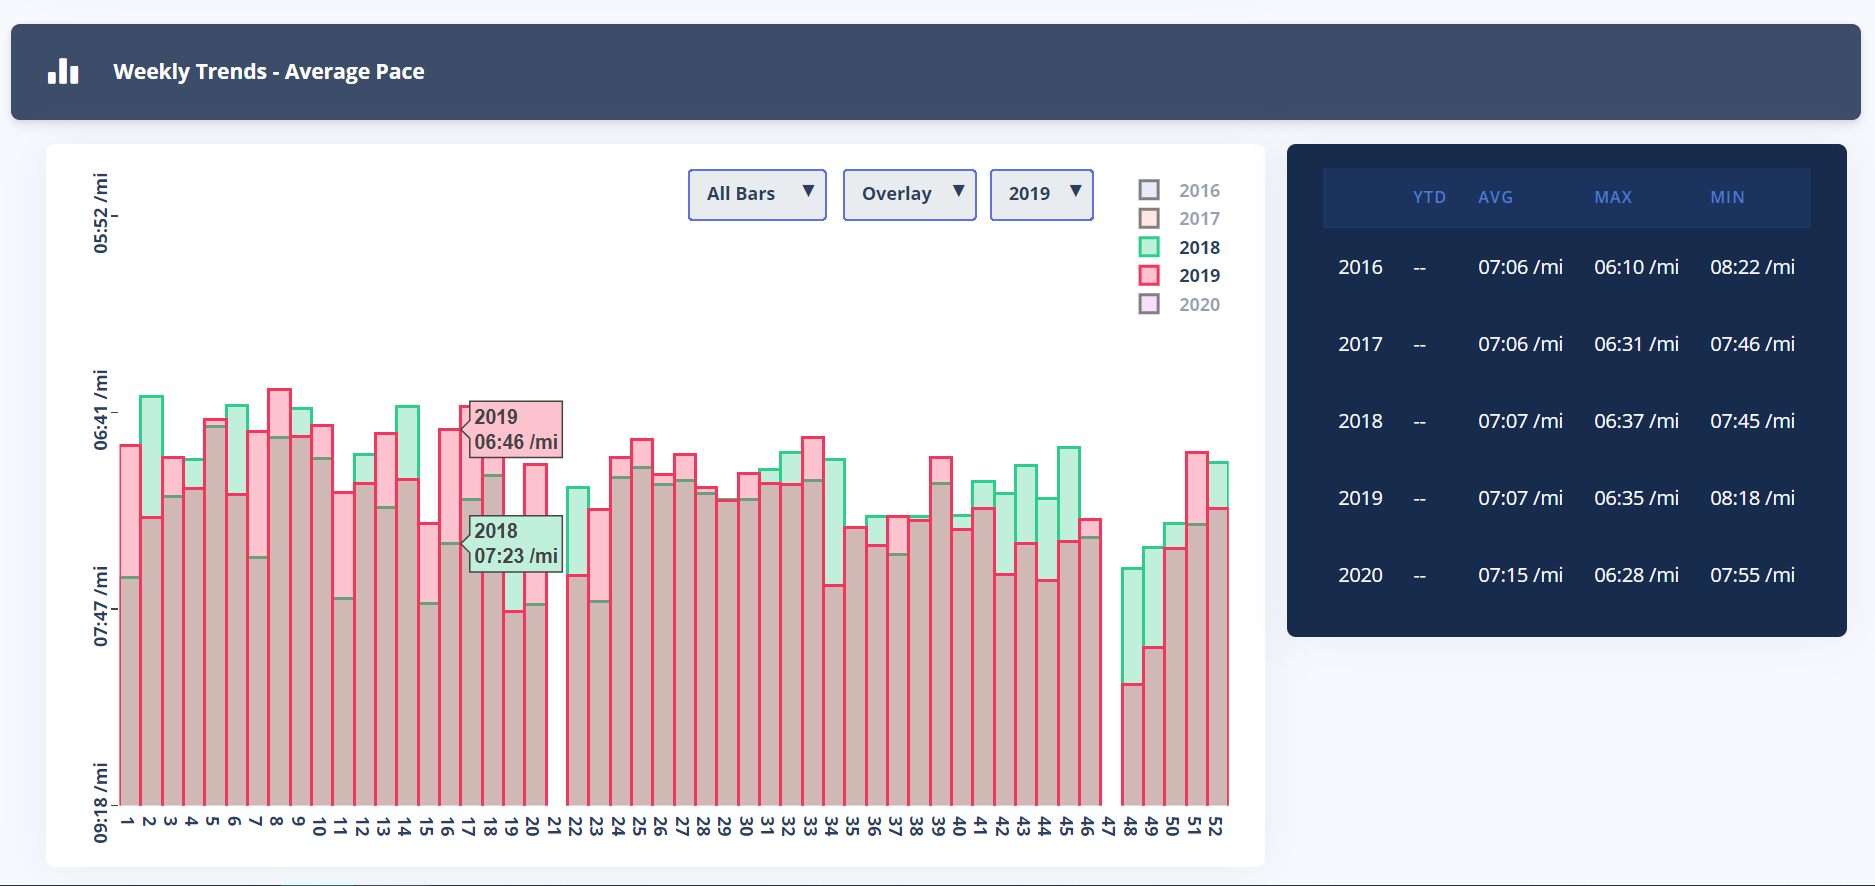 Weekly Trends - Average Pace
All Bars ▼
Overlay ▼
2019 ▼
2016
2017
2018
2019
2020
05:52 /mi
06:41 /mi
07:47 /mi
09:18 /mi
2019
06:46 /mi
2018
07:23 /mi
1 2 3 4 5 6 7 8 9 10 11 12 13 14 15 16 17 18 19 20 21 22 23 24 25 26 27 28 29 30 31 32 33 34 35 36 37 38 39 40 41 42 43 44 45 46 47 48 49 50 51 52
YTD AVG MAX MIN
2016 -- 07:06 /mi 06:10 /mi 08:22 /mi
2017 -- 07:06 /mi 06:31 /mi 07:46 /mi
2018 -- 07:07 /mi 06:37 /mi 07:45 /mi
2019 -- 07:07 /mi 06:35 /mi 08:18 /mi
2020 -- 07:15 /mi 06:28 /mi 07:55 /mi